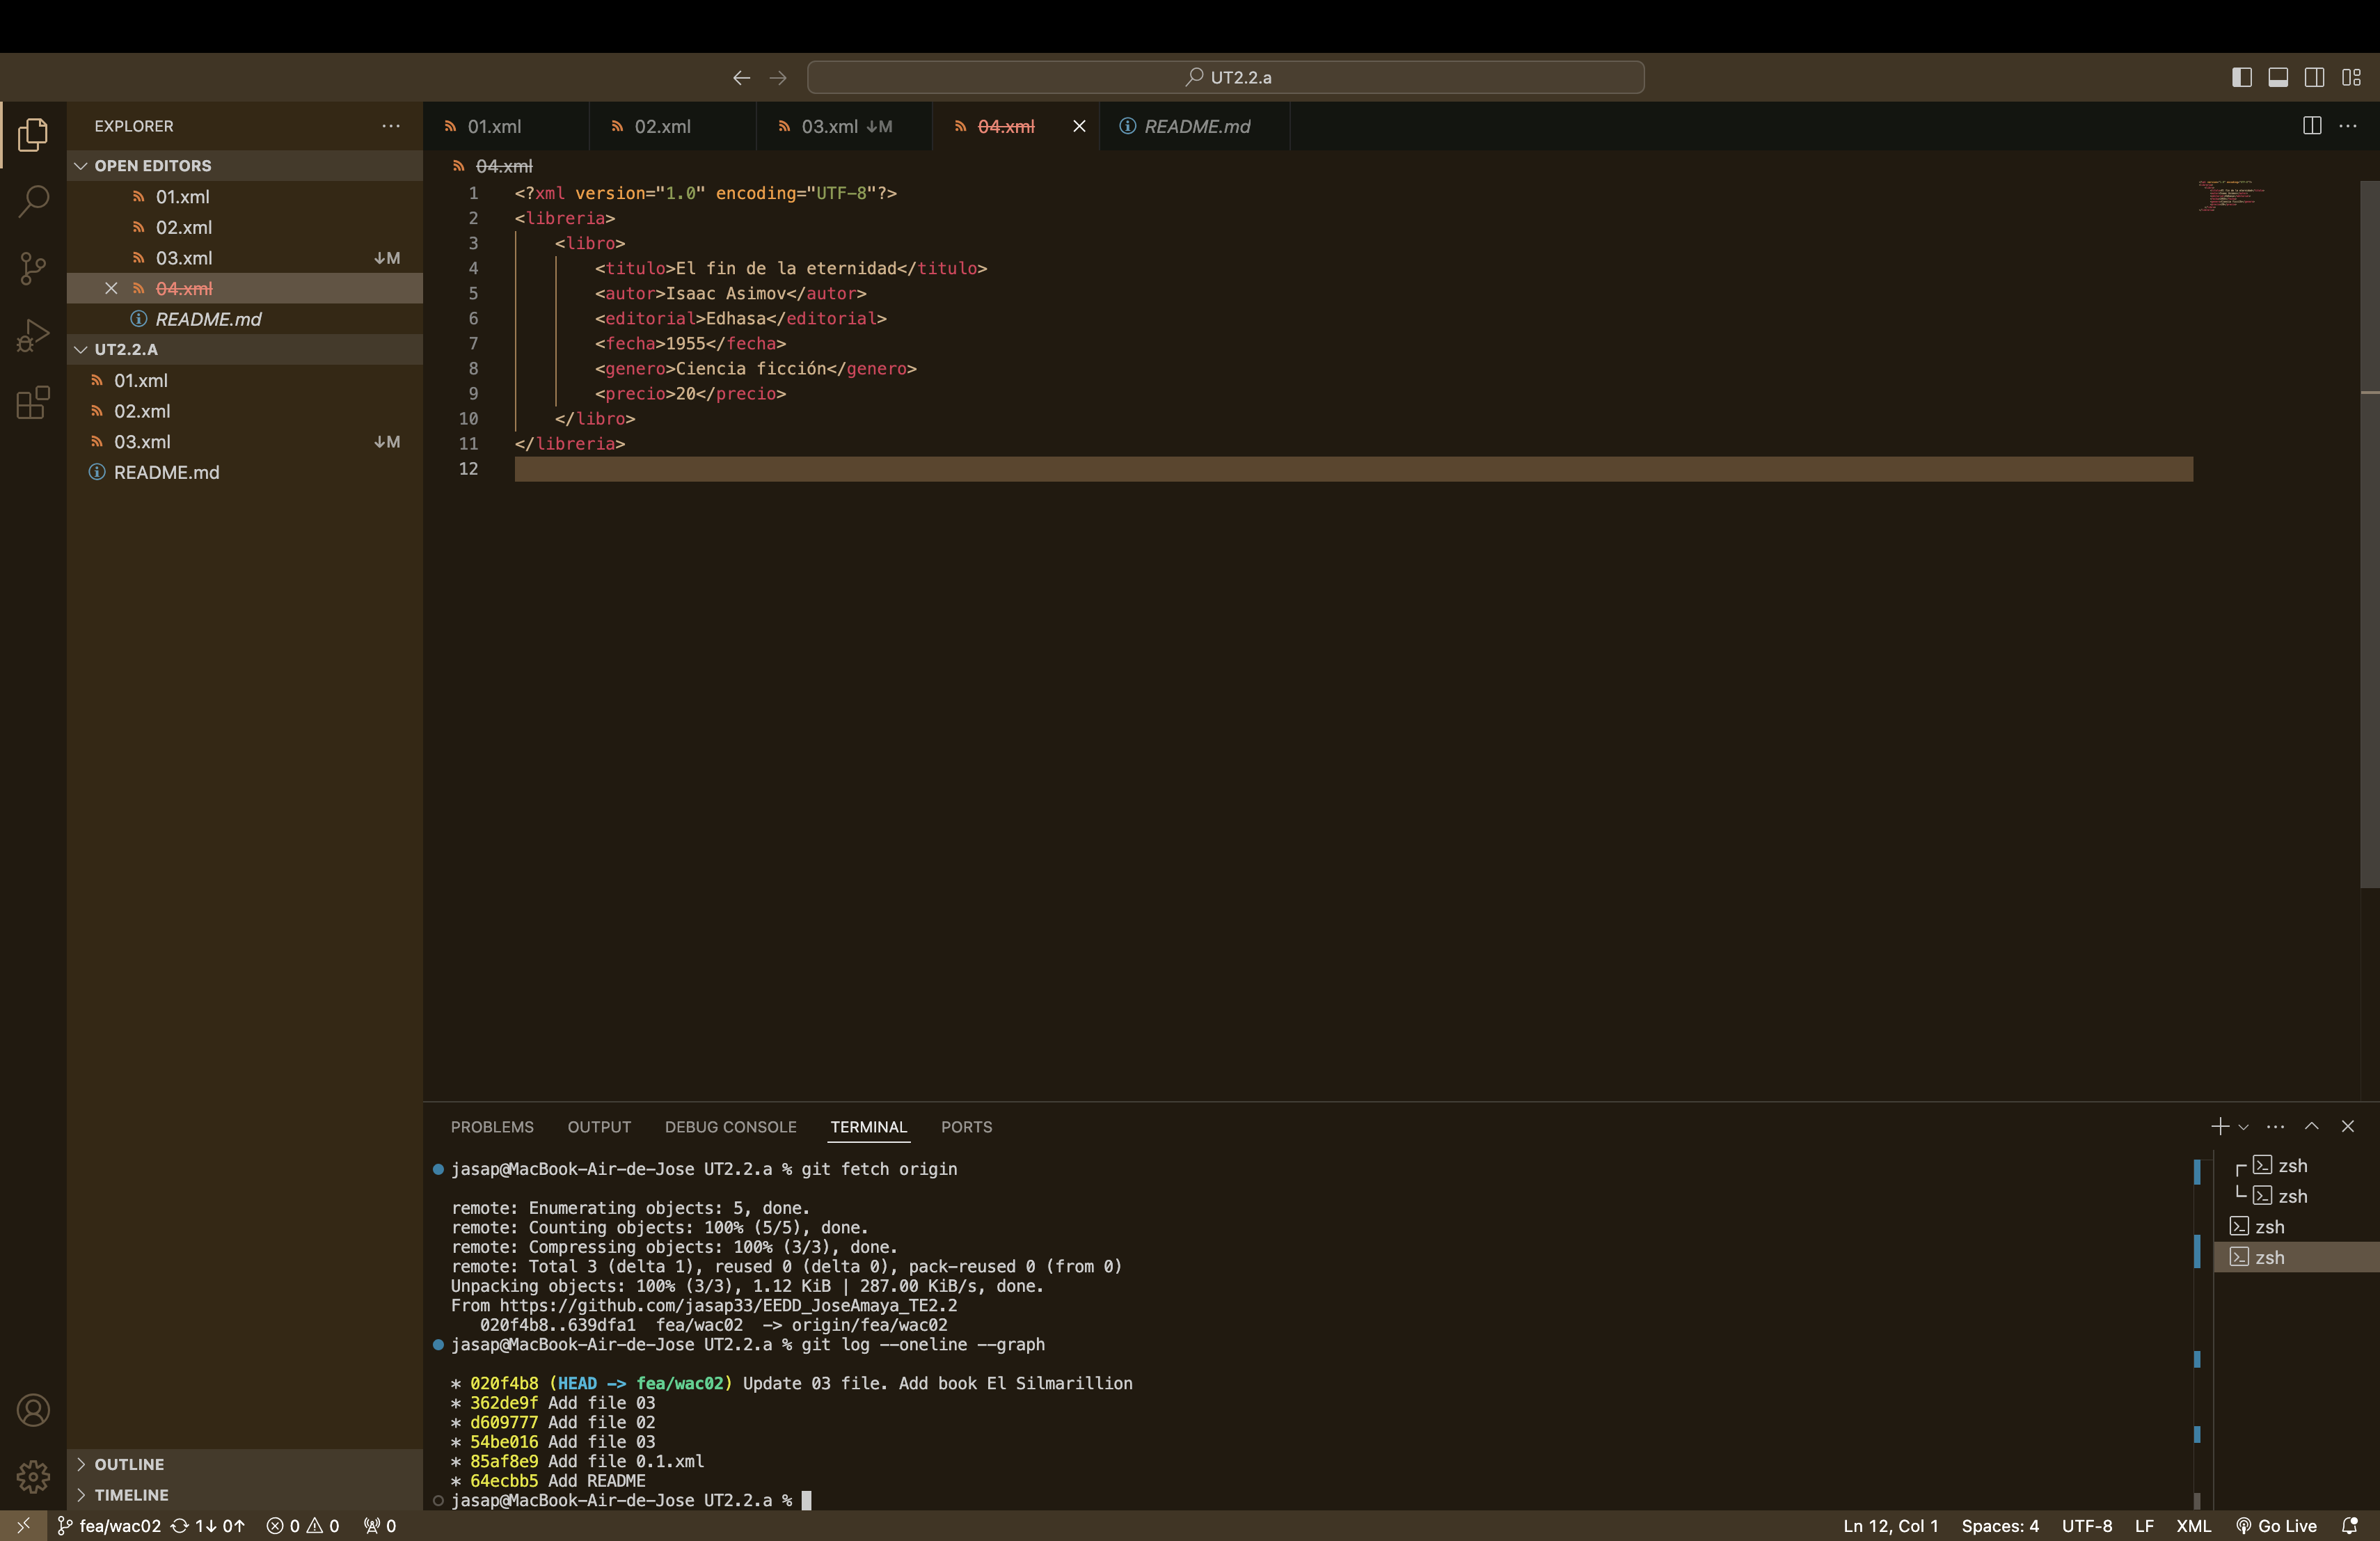 UT2.2.a
EXPLORER
OPEN EDITORS
01.xml
02.xml
03.xml ↓M
04.xml
README.md
UT2.2.A
01.xml
02.xml
03.xml ↓M
README.md
OUTLINE
TIMELINE
01.xml 02.xml 03.xml ↓M 04.xml README.md
04.xml
1 <?xml version="1.0" encoding="UTF-8"?>
2 <libreria>
3 <libro>
4 <titulo>El fin de la eternidad</titulo>
5 <autor>Isaac Asimov</autor>
6 <editorial>Edhasa</editorial>
7 <fecha>1955</fecha>
8 <genero>Ciencia ficción</genero>
9 <precio>20</precio>
10 </libro>
11 </libreria>
12
PROBLEMS OUTPUT DEBUG CONSOLE TERMINAL PORTS
jasap@MacBook-Air-de-Jose UT2.2.a % git fetch origin
remote: Enumerating objects: 5, done.
remote: Counting objects: 100% (5/5), done.
remote: Compressing objects: 100% (3/3), done.
remote: Total 3 (delta 1), reused 0 (delta 0), pack-reused 0 (from 0)
Unpacking objects: 100% (3/3), 1.12 KiB | 287.00 KiB/s, done.
From https://github.com/jasap33/EEDD_JoseAmaya_TE2.2
020f4b8..639dfa1 fea/wac02 -> origin/fea/wac02
jasap@MacBook-Air-de-Jose UT2.2.a % git log --oneline --graph
* 020f4b8 (HEAD -> fea/wac02) Update 03 file. Add book El Silmarillion
* 362de9f Add file 03
* d609777 Add file 02
* 54be016 Add file 03
* 85af8e9 Add file 0.1.xml
* 64ecbb5 Add README
jasap@MacBook-Air-de-Jose UT2.2.a %
zsh
zsh
zsh
zsh
fea/wac02 1↓ 0↑ 0 0 0 Ln 12, Col 1 Spaces: 4 UTF-8 LF XML Go Live